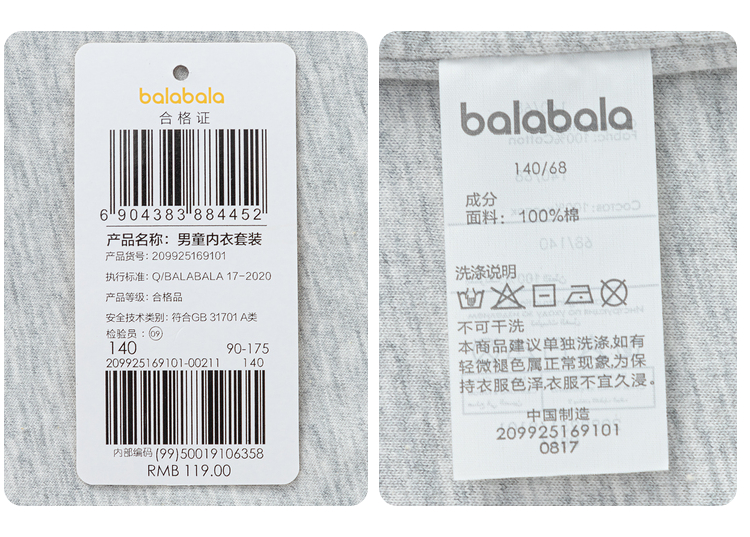 balabala
合格证
6 904383 884452
产品名称：男童内衣套装
产品货号：209925169101
执行标准：Q/BALABALA 17-2020
产品等级：合格品
安全技术类别：符合GB 31701 A类
检验员：09
140 90-175
209925169101-00211 140
内部编码 (99)50019106358
RMB 119.00
balabala
140/68
成分
面料：100%棉
洗涤说明
不可干洗
本商品建议单独洗涤,如有
轻微褪色属正常现象,为保
持衣服色泽,衣服不宜久浸。
中国制造
209925169101
0817